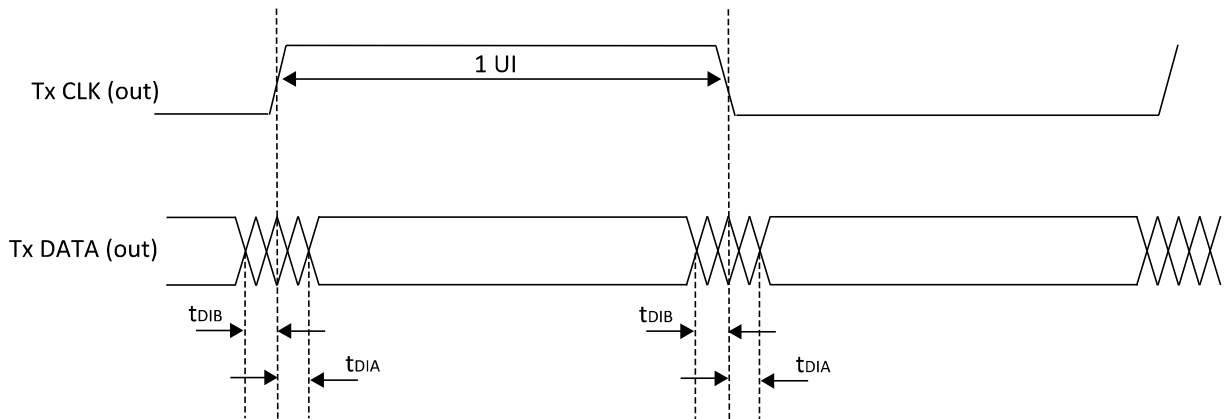 1 UI
Tx CLK (out)
Tx DATA (out)
tDIB
tDIB
tDIA
tDIA